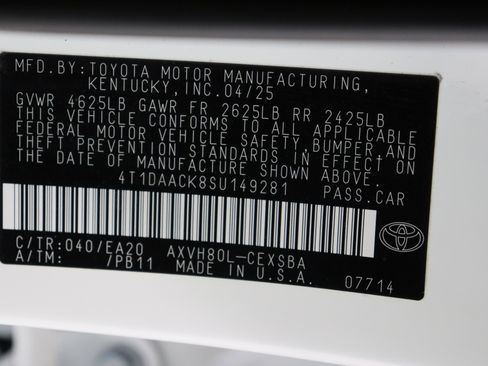 MFD.BY:TOYOTA MOTOR MANUFACTURING,
KENTUCKY,INC.04/25
GVWR 4625LB GAWR FR 2625LB RR 2425LB
THIS VEHICLE CONFORMS TO ALL APPLICABLE
FEDERAL MOTOR VEHICLE SAFETY,BUMPER,AND
THEFT PREVENTION STANDARDS IN EFFECT ON
THE DATE OF MANUFACTURE SHOWN ABOVE.
4T1DAACK8SU149281 PASS.CAR
C/TR:040/EA20 AXVH80L-CEXSBA
A/TM: /PB11 MADE IN U.S.A. 07714